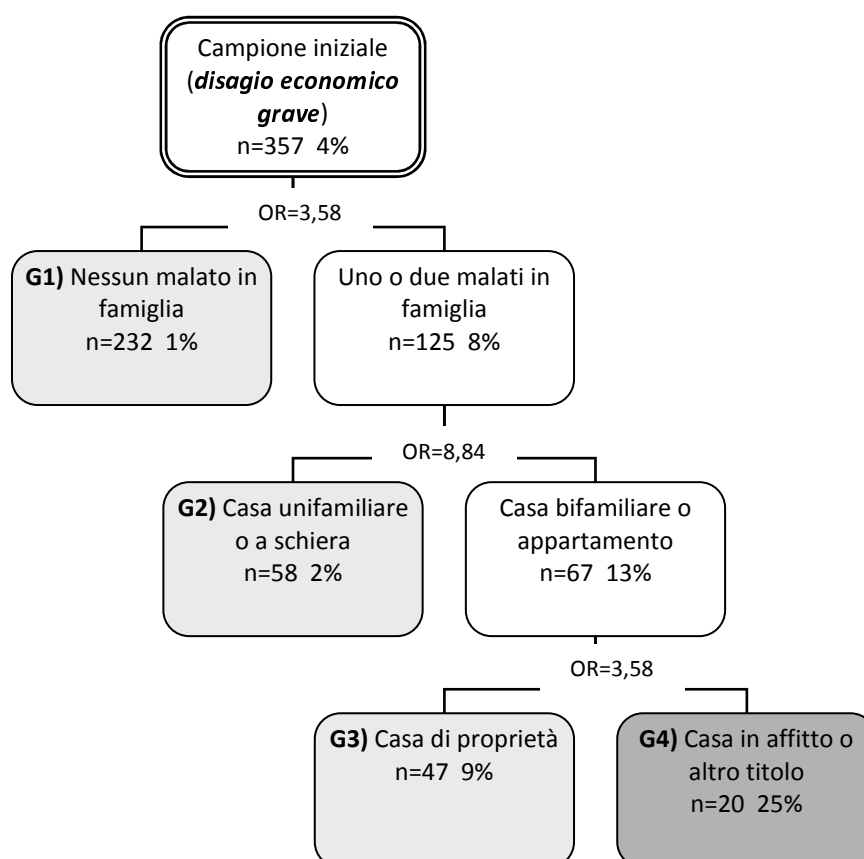 Campione iniziale
(disagio economico
grave)
n=357 4%
OR=3,58
G1) Nessun malato in
famiglia
n=232 1%
Uno o due malati in
famiglia
n=125 8%
OR=8,84
G2) Casa unifamiliare
o a schiera
n=58 2%
Casa bifamiliare o
appartamento
n=67 13%
OR=3,58
G3) Casa di proprietà
n=47 9%
G4) Casa in affitto o
altro titolo
n=20 25%